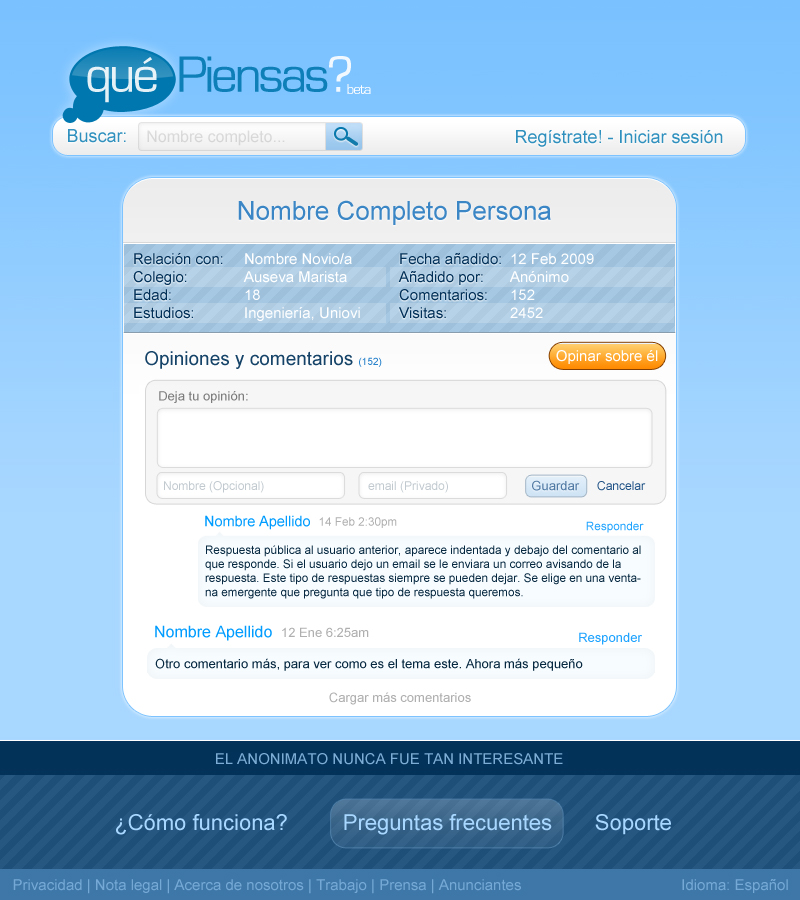 qué Piensas? beta
Buscar: Nombre completo... Regístrate! - Iniciar sesión
Nombre Completo Persona
Relación con: Nombre Novio/a Fecha añadido: 12 Feb 2009
Colegio: Auseva Marista Añadido por: Anónimo
Edad: 18 Comentarios: 152
Estudios: Ingeniería, Uniovi Visitas: 2452
Opiniones y comentarios (152) Opinar sobre él
Deja tu opinión:
Nombre (Opcional) email (Privado) Guardar Cancelar
Nombre Apellido 14 Feb 2:30pm Responder
Respuesta pública al usuario anterior, aparece indentada y debajo del comentario al
que responde. Si el usuario dejo un email se le enviara un correo avisando de la
respuesta. Este tipo de respuestas siempre se pueden dejar. Se elige en una venta-
na emergente que pregunta que tipo de respuesta queremos.
Nombre Apellido 12 Ene 6:25am Responder
Otro comentario más, para ver como es el tema este. Ahora más pequeño
Cargar más comentarios
EL ANONIMATO NUNCA FUE TAN INTERESANTE
¿Cómo funciona? Preguntas frecuentes Soporte
Privacidad | Nota legal | Acerca de nosotros | Trabajo | Prensa | Anunciantes Idioma: Español